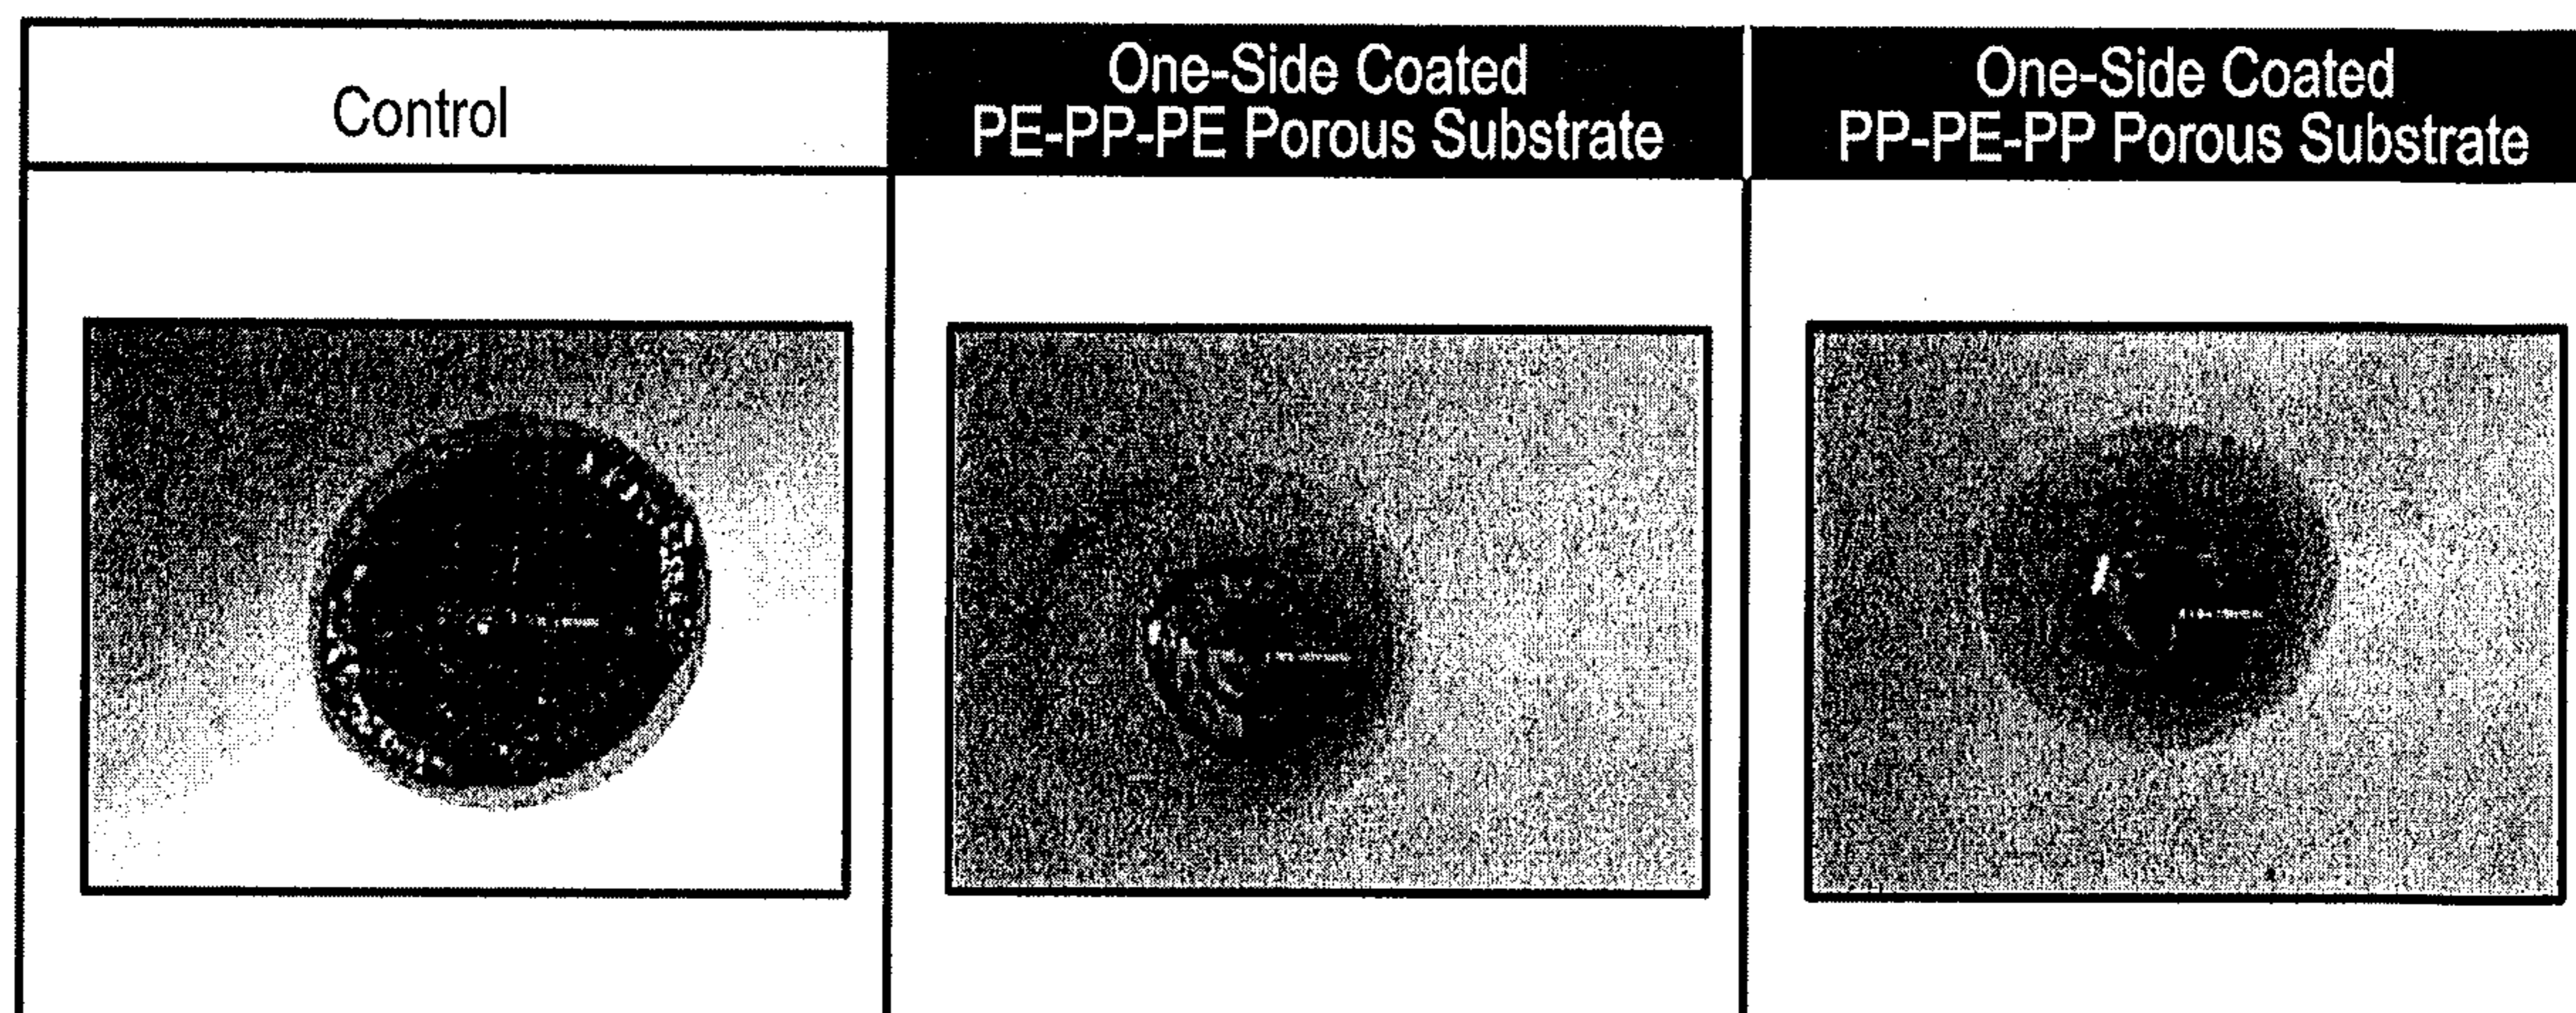 Control
One-Side Coated
PE-PP-PE Porous Substrate
One-Side Coated
PP-PE-PP Porous Substrate